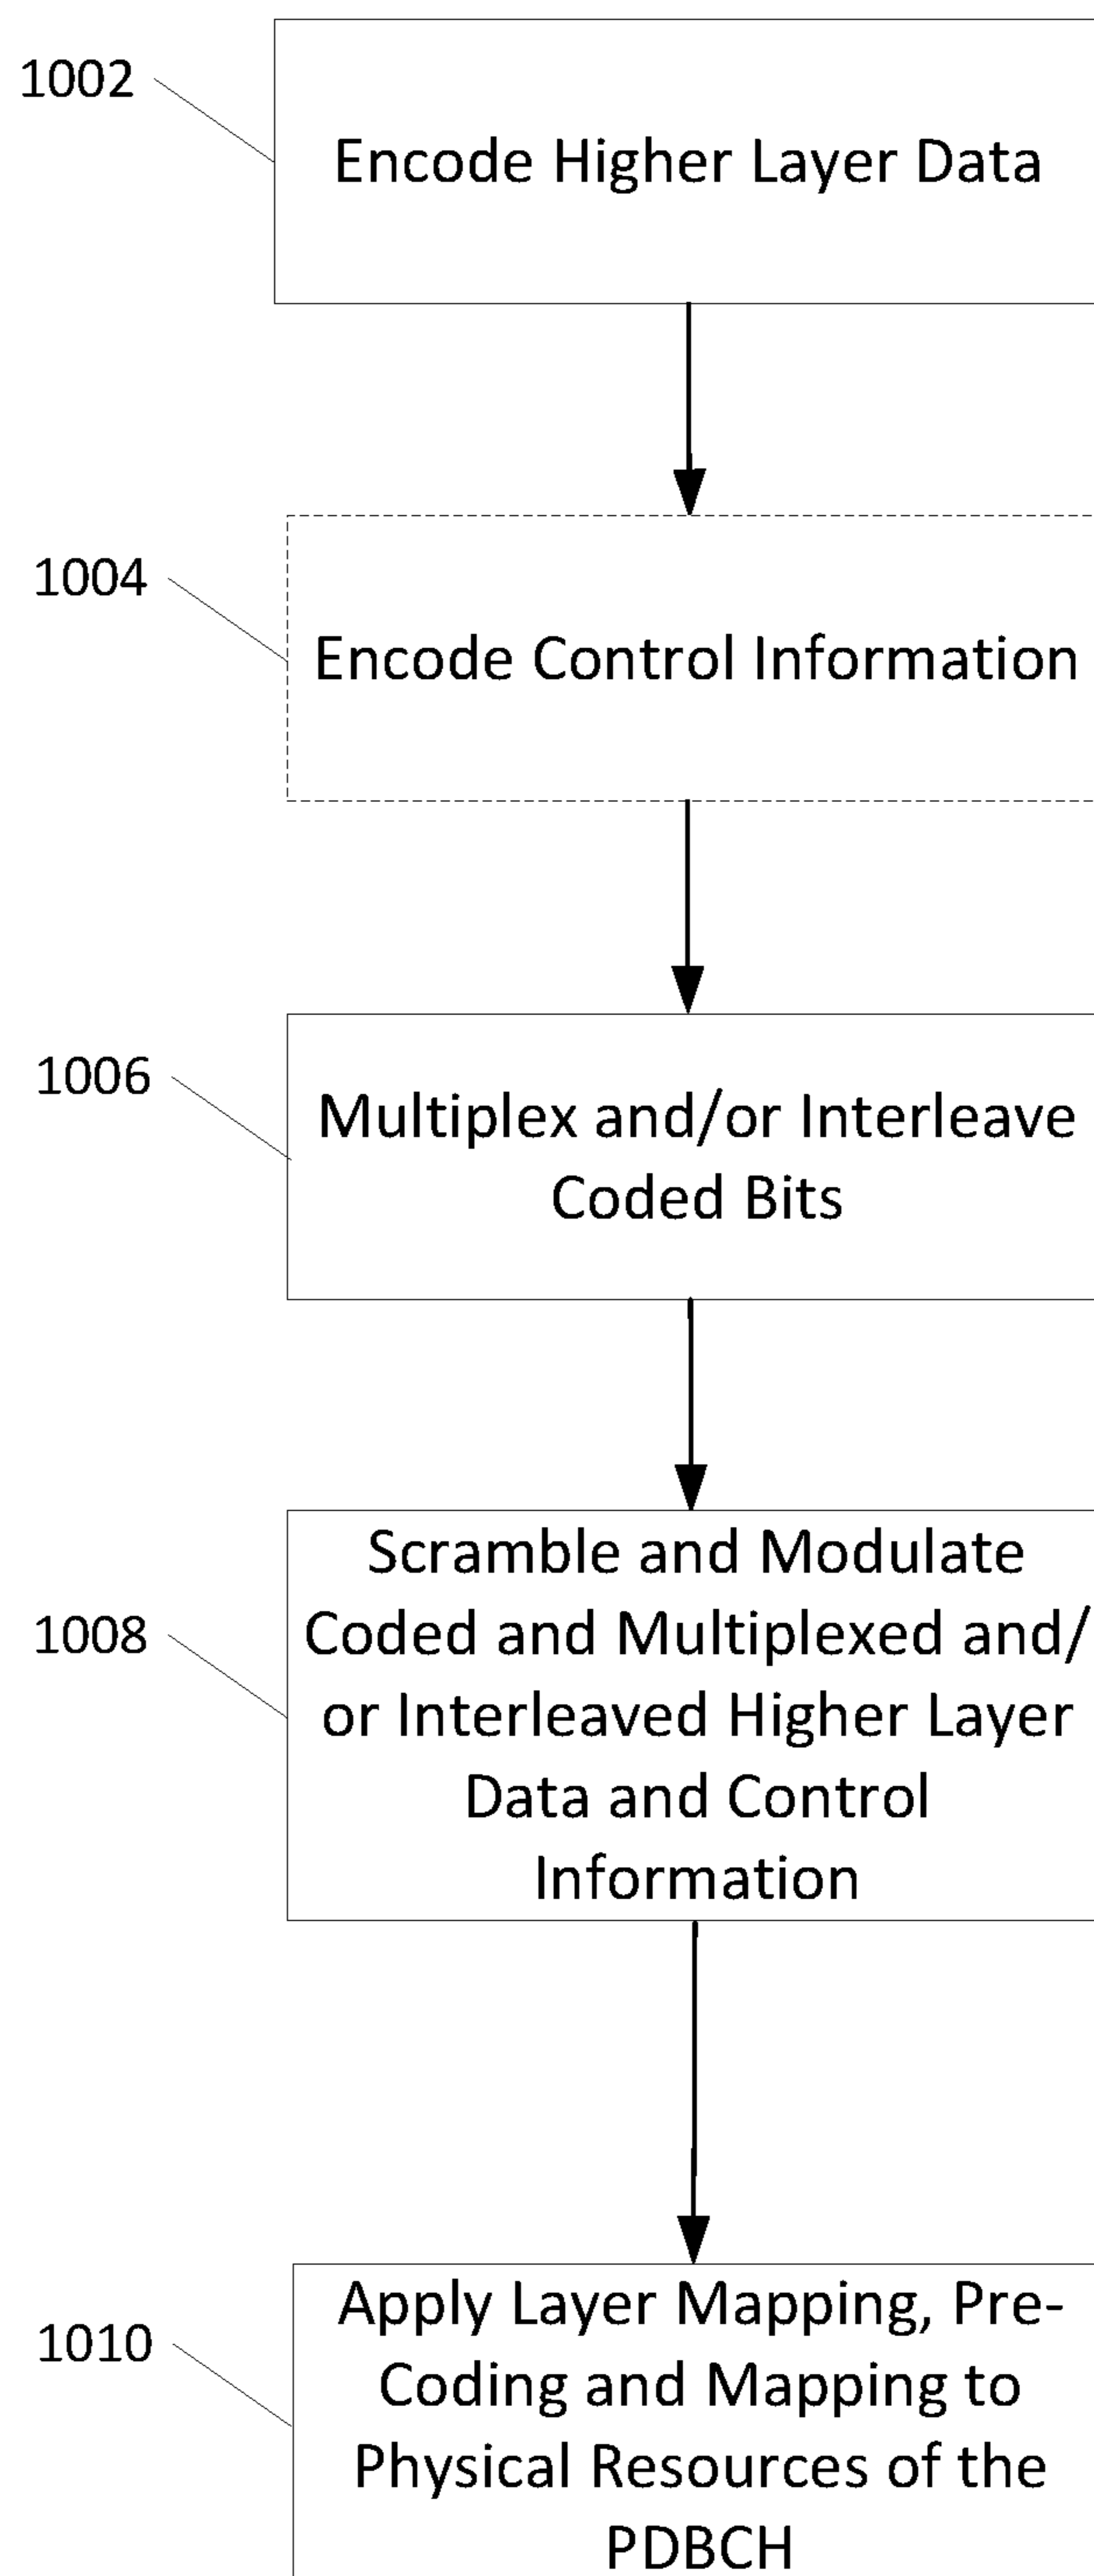 1002
Encode Higher Layer Data
1004
Encode Control Information
1006
Multiplex and/or Interleave
Coded Bits
1008
Scramble and Modulate
Coded and Multiplexed and/
or Interleaved Higher Layer
Data and Control
Information
1010
Apply Layer Mapping, Pre-
Coding and Mapping to
Physical Resources of the
PDBCH